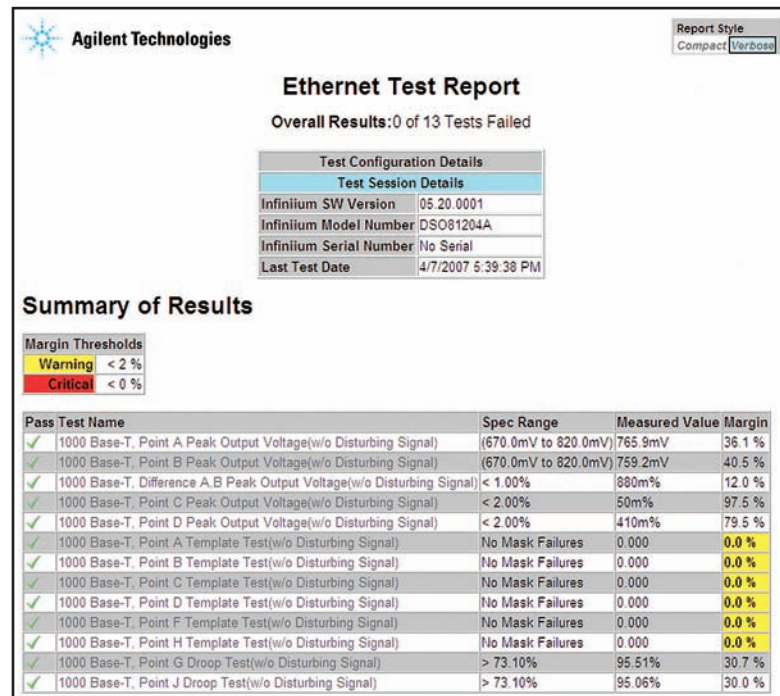 Agilent Technologies
Report Style
Compact Verbose
Ethernet Test Report
Overall Results:0 of 13 Tests Failed
Test Configuration Details
Test Session Details
Infiniium SW Version 05.20.0001
Infiniium Model Number DSO81204A
Infiniium Serial Number No Serial
Last Test Date 4/7/2007 5:39:38 PM
Summary of Results
Margin Thresholds
Warning < 2 %
Critical < 0 %
Pass Test Name Spec Range Measured Value Margin
1000 Base-T, Point A Peak Output Voltage(w/o Disturbing Signal) (670.0mV to 820.0mV) 765.9mV 36.1 %
1000 Base-T, Point B Peak Output Voltage(w/o Disturbing Signal) (670.0mV to 820.0mV) 759.2mV 40.5 %
1000 Base-T, Difference A,B Peak Output Voltage(w/o Disturbing Signal) < 1.00% 880m% 12.0 %
1000 Base-T, Point C Peak Output Voltage(w/o Disturbing Signal) < 2.00% 50m% 97.5 %
1000 Base-T, Point D Peak Output Voltage(w/o Disturbing Signal) < 2.00% 410m% 79.5 %
1000 Base-T, Point A Template Test(w/o Disturbing Signal) No Mask Failures 0.000 0.0 %
1000 Base-T, Point B Template Test(w/o Disturbing Signal) No Mask Failures 0.000 0.0 %
1000 Base-T, Point C Template Test(w/o Disturbing Signal) No Mask Failures 0.000 0.0 %
1000 Base-T, Point D Template Test(w/o Disturbing Signal) No Mask Failures 0.000 0.0 %
1000 Base-T, Point F Template Test(w/o Disturbing Signal) No Mask Failures 0.000 0.0 %
1000 Base-T, Point H Template Test(w/o Disturbing Signal) No Mask Failures 0.000 0.0 %
1000 Base-T, Point G Droop Test(w/o Disturbing Signal) > 73.10% 95.51% 30.7 %
1000 Base-T, Point J Droop Test(w/o Disturbing Signal) > 73.10% 95.06% 30.0 %